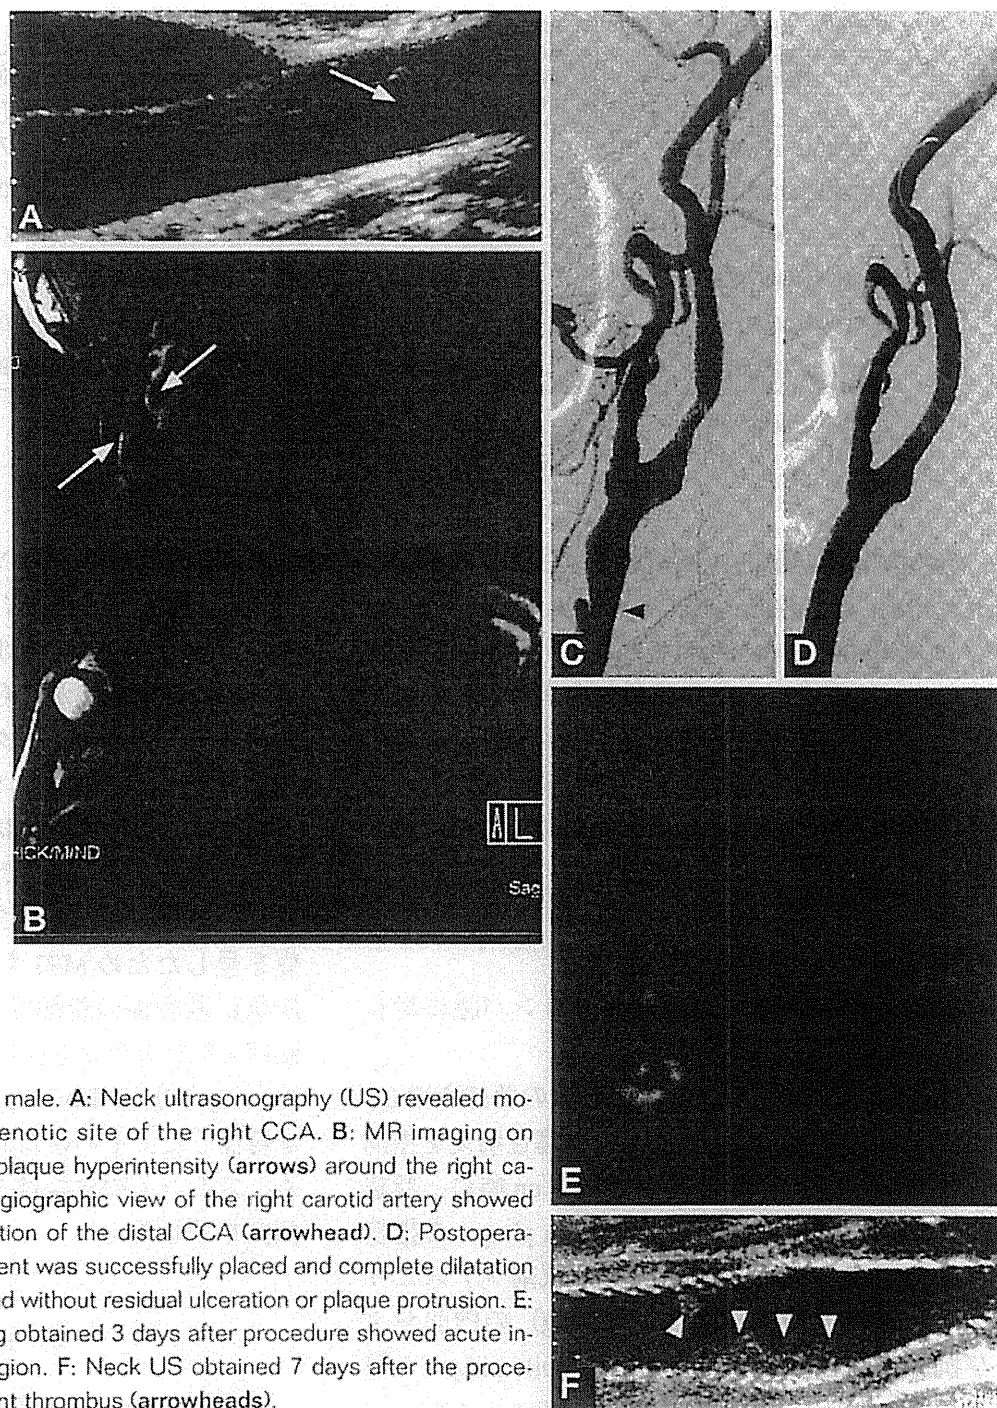 A
B
C
D
E
F
A L
Sag
male. A: Neck ultrasonography (US) revealed mo-
enotic site of the right CCA. B: MR imaging on
plaque hyperintensity (arrows) around the right ca-
giographic view of the right carotid artery showed
tion of the distal CCA (arrowhead). D: Postopera-
ent was successfully placed and complete dilatation
d without residual ulceration or plaque protrusion. E:
g obtained 3 days after procedure showed acute in-
gion. F: Neck US obtained 7 days after the proce-
nt thrombus (arrowheads).